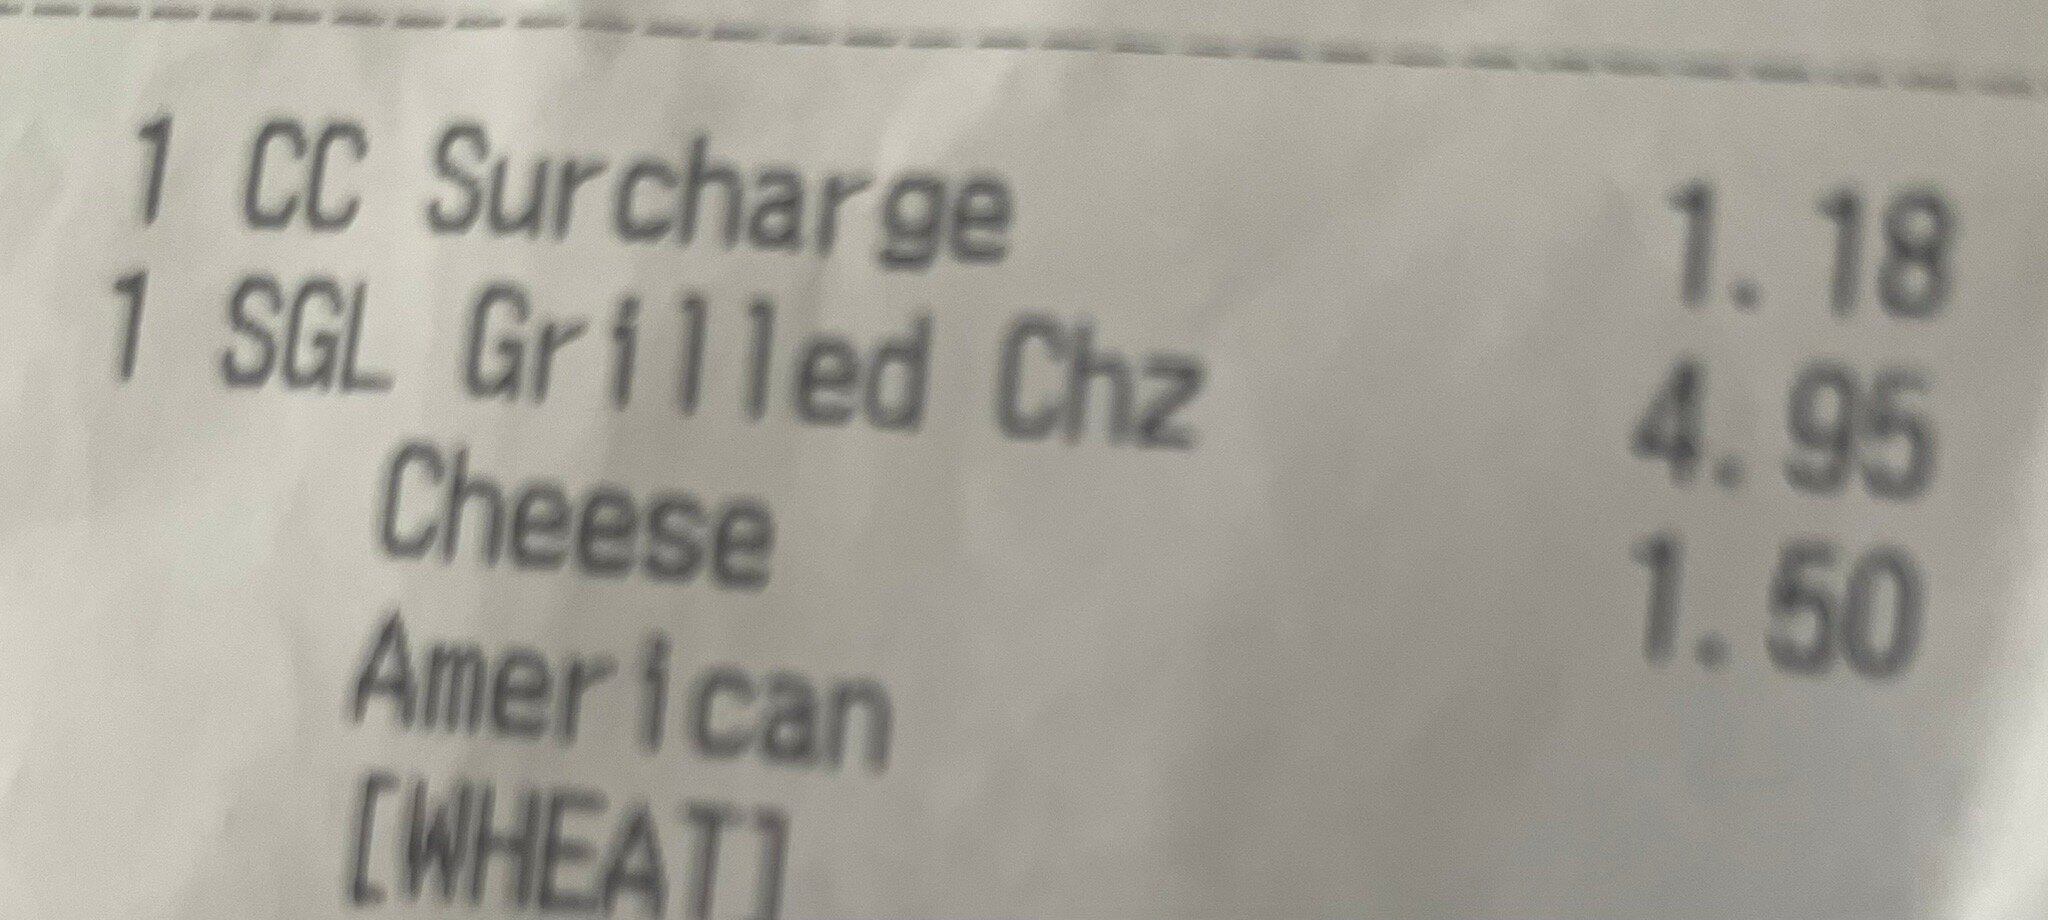 1 CC Surcharge 1.18
1 SGL Grilled Chz 4.95
Cheese 1.50
American
[WHEAT]